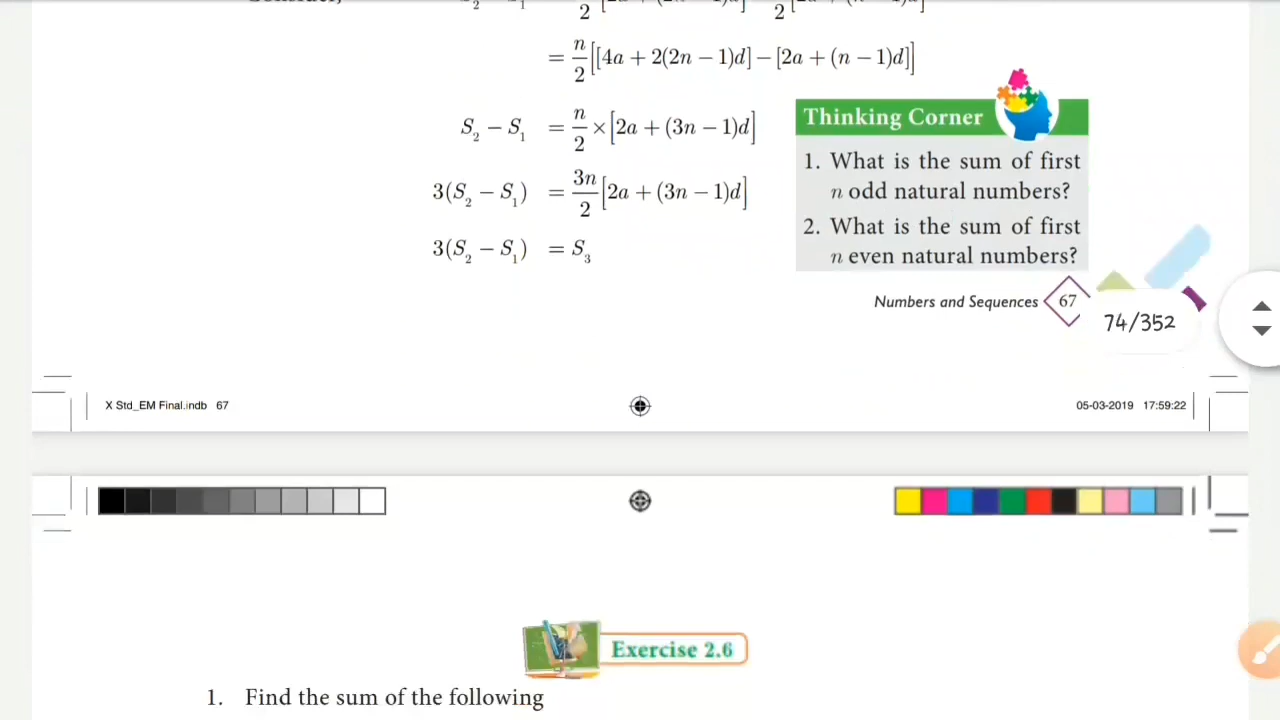 = n/2 [[4a + 2(2n − 1)d] − [2a + (n − 1)d]]
S₂ − S₁ = n/2 × [2a + (3n − 1)d]
3(S₂ − S₁) = 3n/2 [2a + (3n − 1)d]
3(S₂ − S₁) = S₃
Thinking Corner
1. What is the sum of first
n odd natural numbers?
2. What is the sum of first
n even natural numbers?
Numbers and Sequences 67
74/352
X Std_EM Final.indb 67
05-03-2019 17:59:22
Exercise 2.6
1. Find the sum of the following